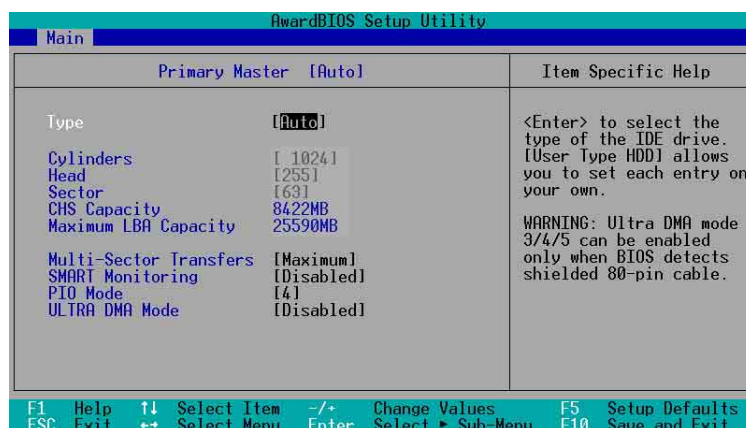 AwardBIOS Setup Utility
Main
Primary Master [Auto]
Item Specific Help
Type [Auto]
Cylinders [ 1024]
Head [255]
Sector [63]
CHS Capacity 8422MB
Maximum LBA Capacity 25590MB
Multi-Sector Transfers [Maximum]
SMART Monitoring [Disabled]
PIO Mode [4]
ULTRA DMA Mode [Disabled]
<Enter> to select the
type of the IDE drive.
[User Type HDD] allows
you to set each entry on
your own.
WARNING: Ultra DMA mode
3/4/5 can be enabled
only when BIOS detects
shielded 80-pin cable.
F1 Help ↑↓ Select Item -/+ Change Values F5 Setup Defaults
ESC Exit ←→ Select Menu Enter Select ► Sub-Menu F10 Save and Exit